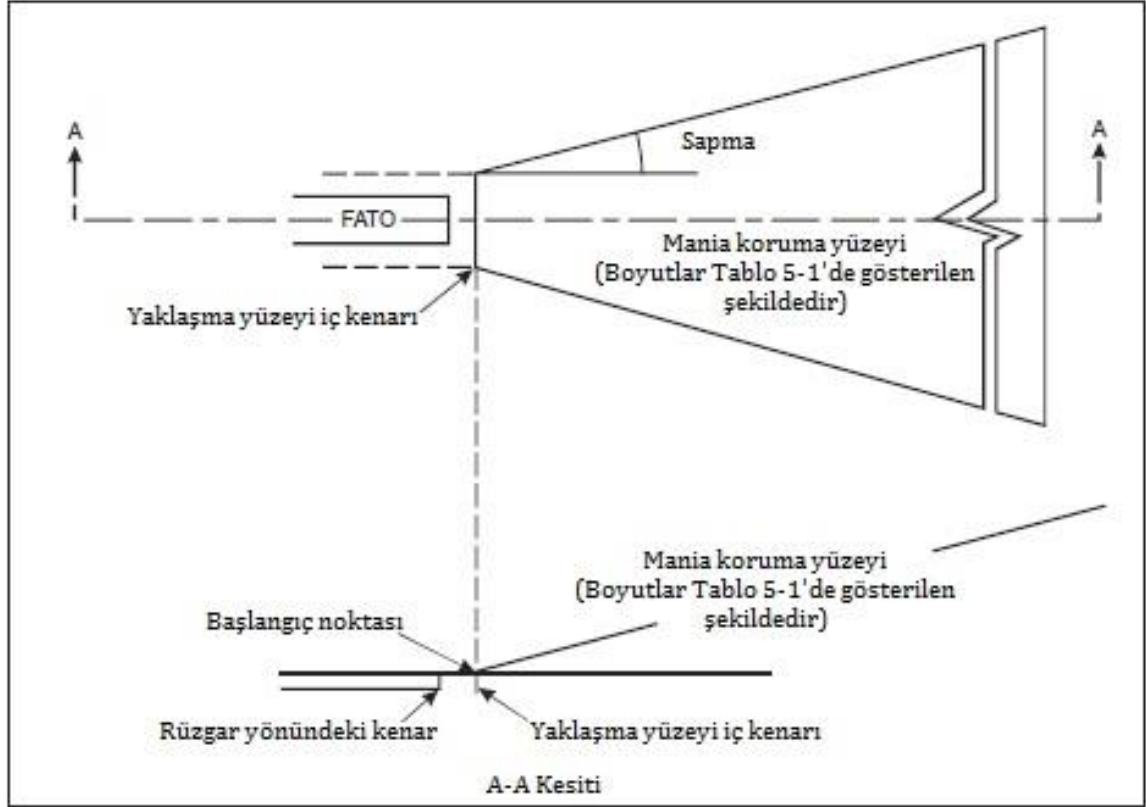 A
A
Sapma
FATO
Mania koruma yüzeyi
(Boyutlar Tablo 5-1'de gösterilen
şekildedir)
Yaklaşma yüzeyi iç kenarı
Mania koruma yüzeyi
(Boyutlar Tablo 5-1'de gösterilen
şekildedir)
Başlangıç noktası
Rüzgar yönündeki kenar
Yaklaşma yüzeyi iç kenarı
A-A Kesiti